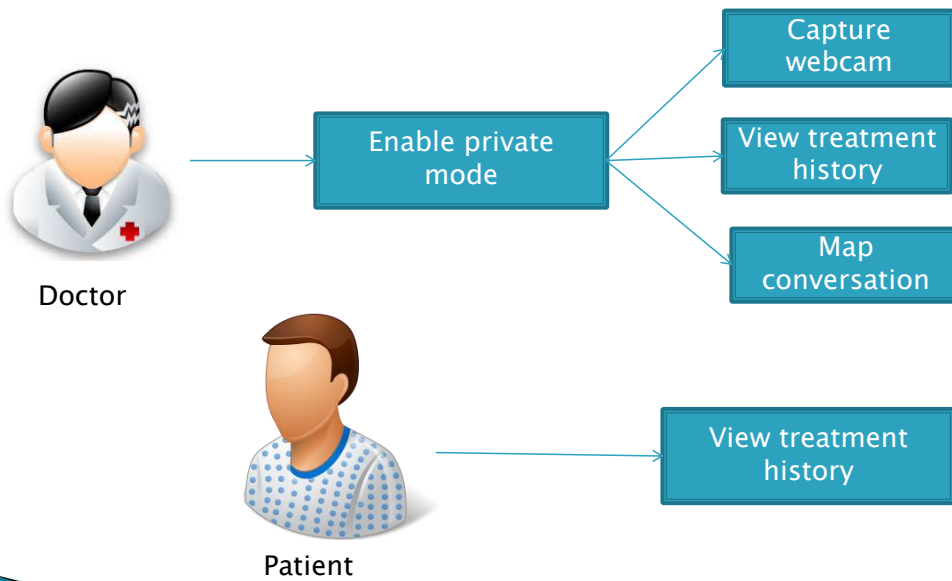 Capture
webcam
Enable private
mode
View treatment
history
Map
conversation
Doctor
View treatment
history
Patient